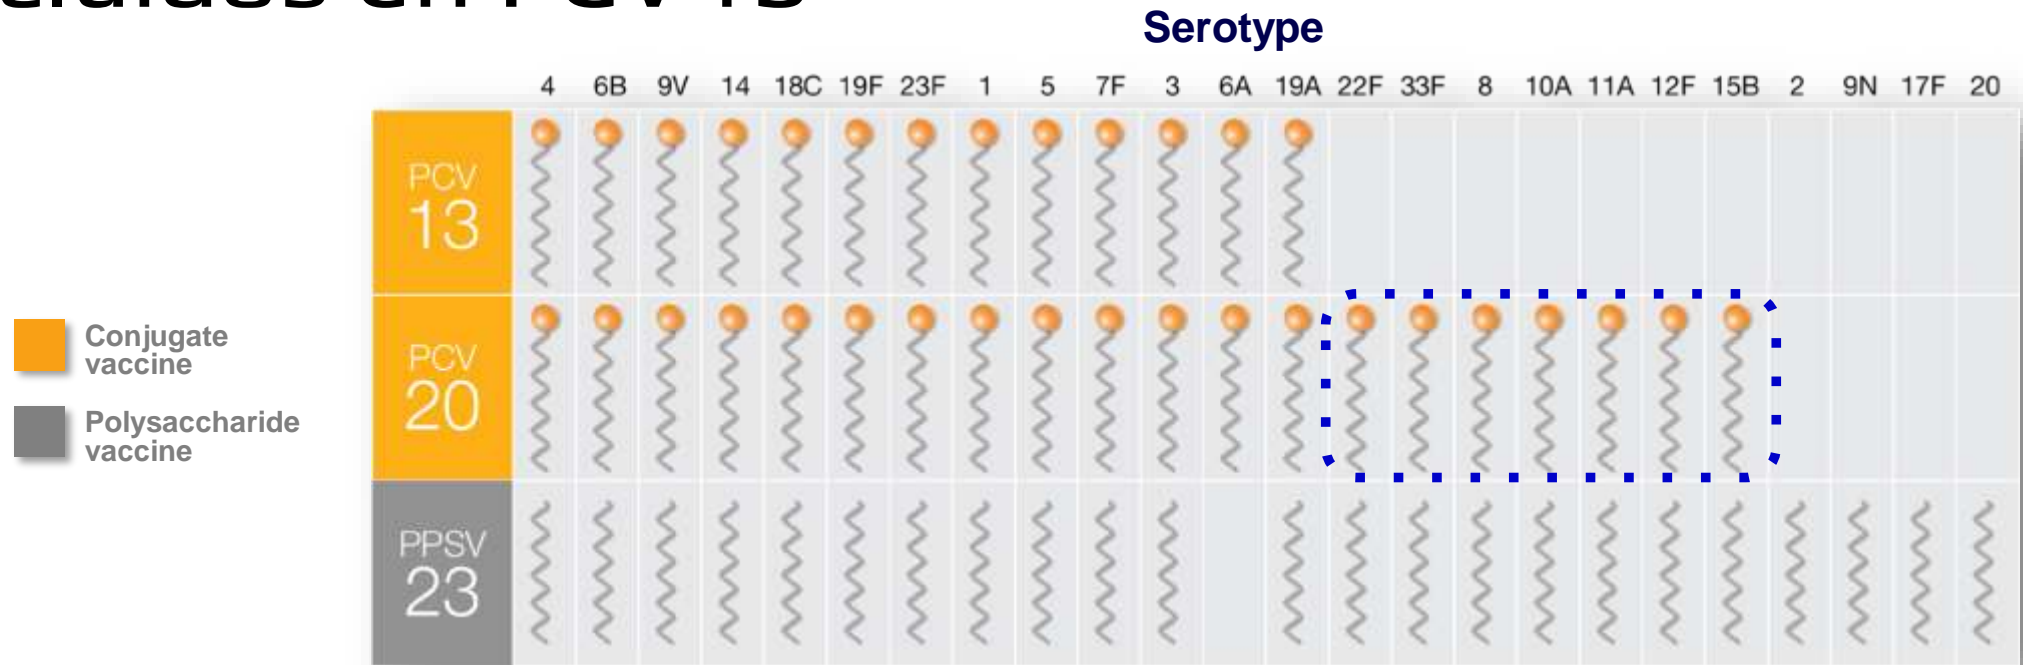 PCV13
Serotype
4 6B 9V 14 18C 19F 23F 1 5 7F 3 6A 19A 22F 33F 8 10A 11A 12F 15B 2 9N 17F 20
PCV
13
Conjugate
vaccine
PCV
20
Polysaccharide
vaccine
PPSV
23